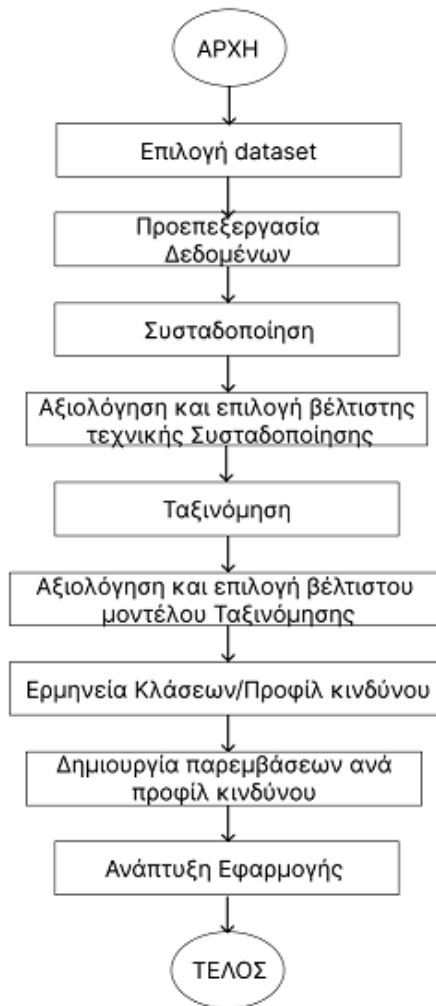 ΑΡΧΗ
Επιλογή dataset
Προεπεξεργασία
Δεδομένων
Συσταδοποίηση
Αξιολόγηση και επιλογή βέλτιστης
τεχνικής Συσταδοποίησης
Ταξινόμηση
Αξιολόγηση και επιλογή βέλτιστου
μοντέλου Ταξινόμησης
Ερμηνεία Κλάσεων/Προφίλ κινδύνου
Δημιουργία παρεμβάσεων ανά
προφίλ κινδύνου
Ανάπτυξη Εφαρμογής
ΤΕΛΟΣ